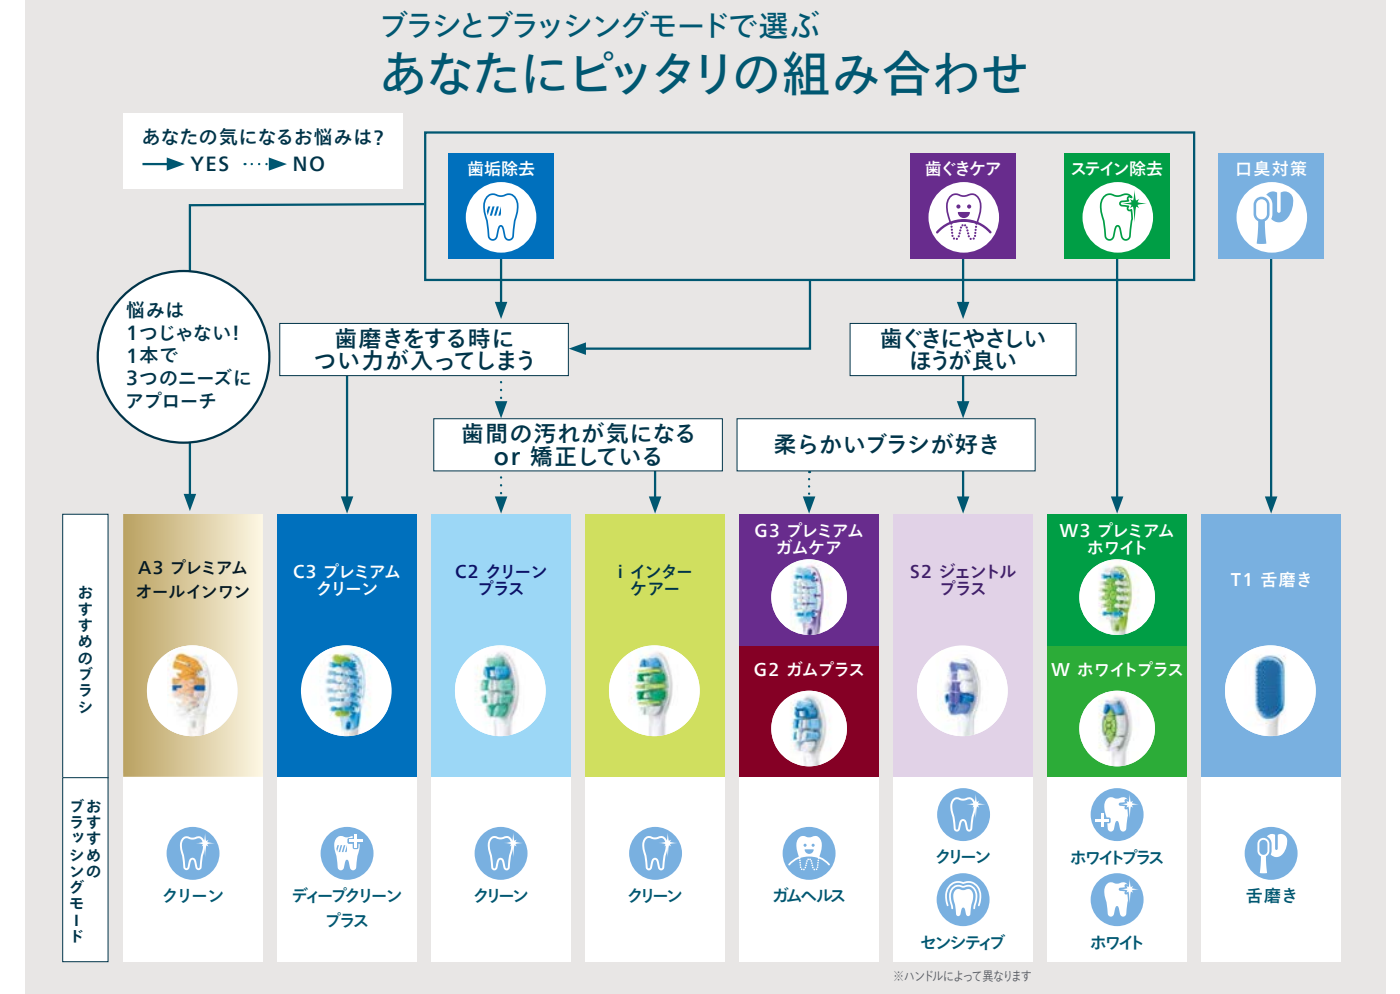 ブラシとブラッシングモードで選ぶ
あなたにピッタリの組み合わせ
あなたの気になるお悩みは?
YES
NO
歯垢除去
歯ぐきケア
ステイン除去
口臭対策
悩みは
1つじゃない!
1本で
3つのニーズに
アプローチ
歯磨きをする時に
つい力が入ってしまう
歯ぐきにやさしい
ほうが良い
歯間の汚れが気になる
or 矯正している
柔らかいブラシが好き
おすすめのブラシ
A3 プレミアム
オールインワン
C3 プレミアム
クリーン
C2 クリーン
プラス
i インター
ケアー
G3 プレミアム
ガムケア
G2 ガムプラス
S2 ジェントル
プラス
W3 プレミアム
ホワイト
W ホワイトプラス
T1 舌磨き
おすすめの
ブラッシングモード
クリーン
ディープクリーン
プラス
クリーン
クリーン
ガムヘルス
クリーン
センシティブ
ホワイトプラス
ホワイト
舌磨き
※ハンドルによって異なります